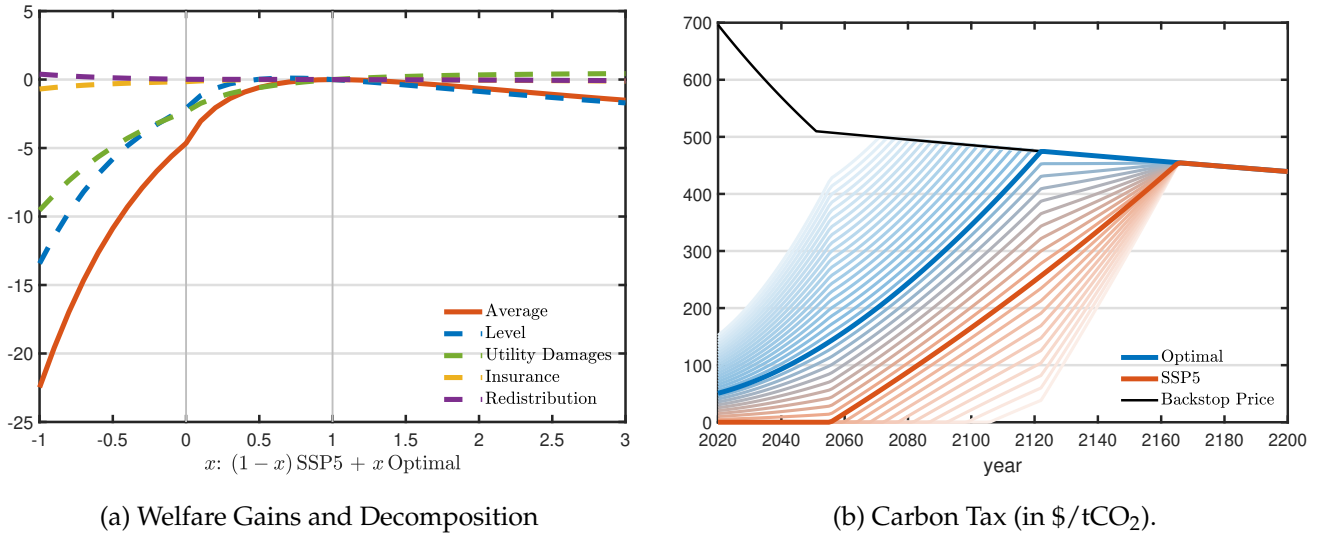 5
0
-5
-10
-15
-20
-25
-1
-0.5
0
0.5
1
1.5
2
2.5
3
Average
Level
Utility Damages
Insurance
Redistribution
x: (1 − x) SSP5 + x Optimal
(a) Welfare Gains and Decomposition
700
600
500
400
300
200
100
0
2020
2040
2060
2080
2100
2120
2140
2160
2180
2200
Optimal
SSP5
Backstop Price
year
(b) Carbon Tax (in $/tCO₂).